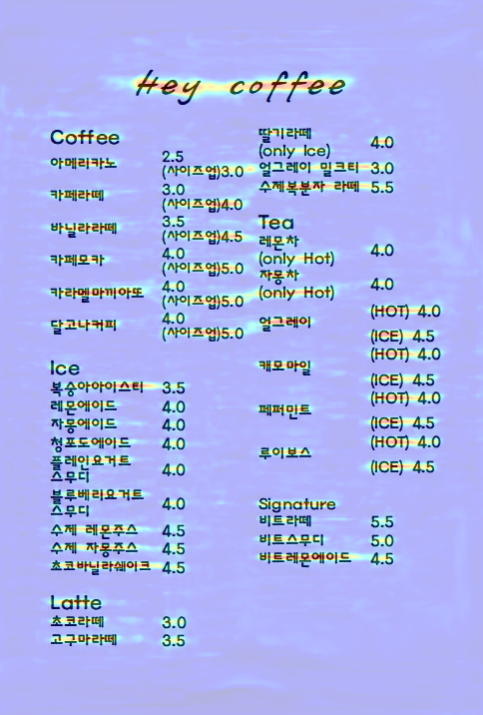 Hey coffee
Coffee
아메리카노 2.5
(사이즈업)3.0
카페라떼 3.0
(사이즈업)4.0
바닐라라떼 3.5
(사이즈업)4.5
카페모카 4.0
(사이즈업)5.0
카라멜마끼아또 4.0
(사이즈업)5.0
달고나커피 4.0
(사이즈업)5.0
Ice
복숭아아이스티 3.5
레몬에이드 4.0
자몽에이드 4.0
청포도에이드 4.0
플레인요거트
스무디 4.0
블루베리요거트
스무디 4.0
수제 레몬주스 4.5
수제 자몽주스 4.5
초코바닐라쉐이크 4.5
Latte
초코라떼 3.0
고구마라떼 3.5
딸기라떼
(only Ice) 4.0
얼그레이 밀크티 3.0
수제복분자 라떼 5.5
Tea
레몬차
(only Hot) 4.0
자몽차
(only Hot) 4.0
얼그레이 (HOT) 4.0
(ICE) 4.5
캐모마일 (HOT) 4.0
(ICE) 4.5
페퍼민트 (HOT) 4.0
(ICE) 4.5
루이보스 (HOT) 4.0
(ICE) 4.5
Signature
비트라떼 5.5
비트스무디 5.0
비트레몬에이드 4.5